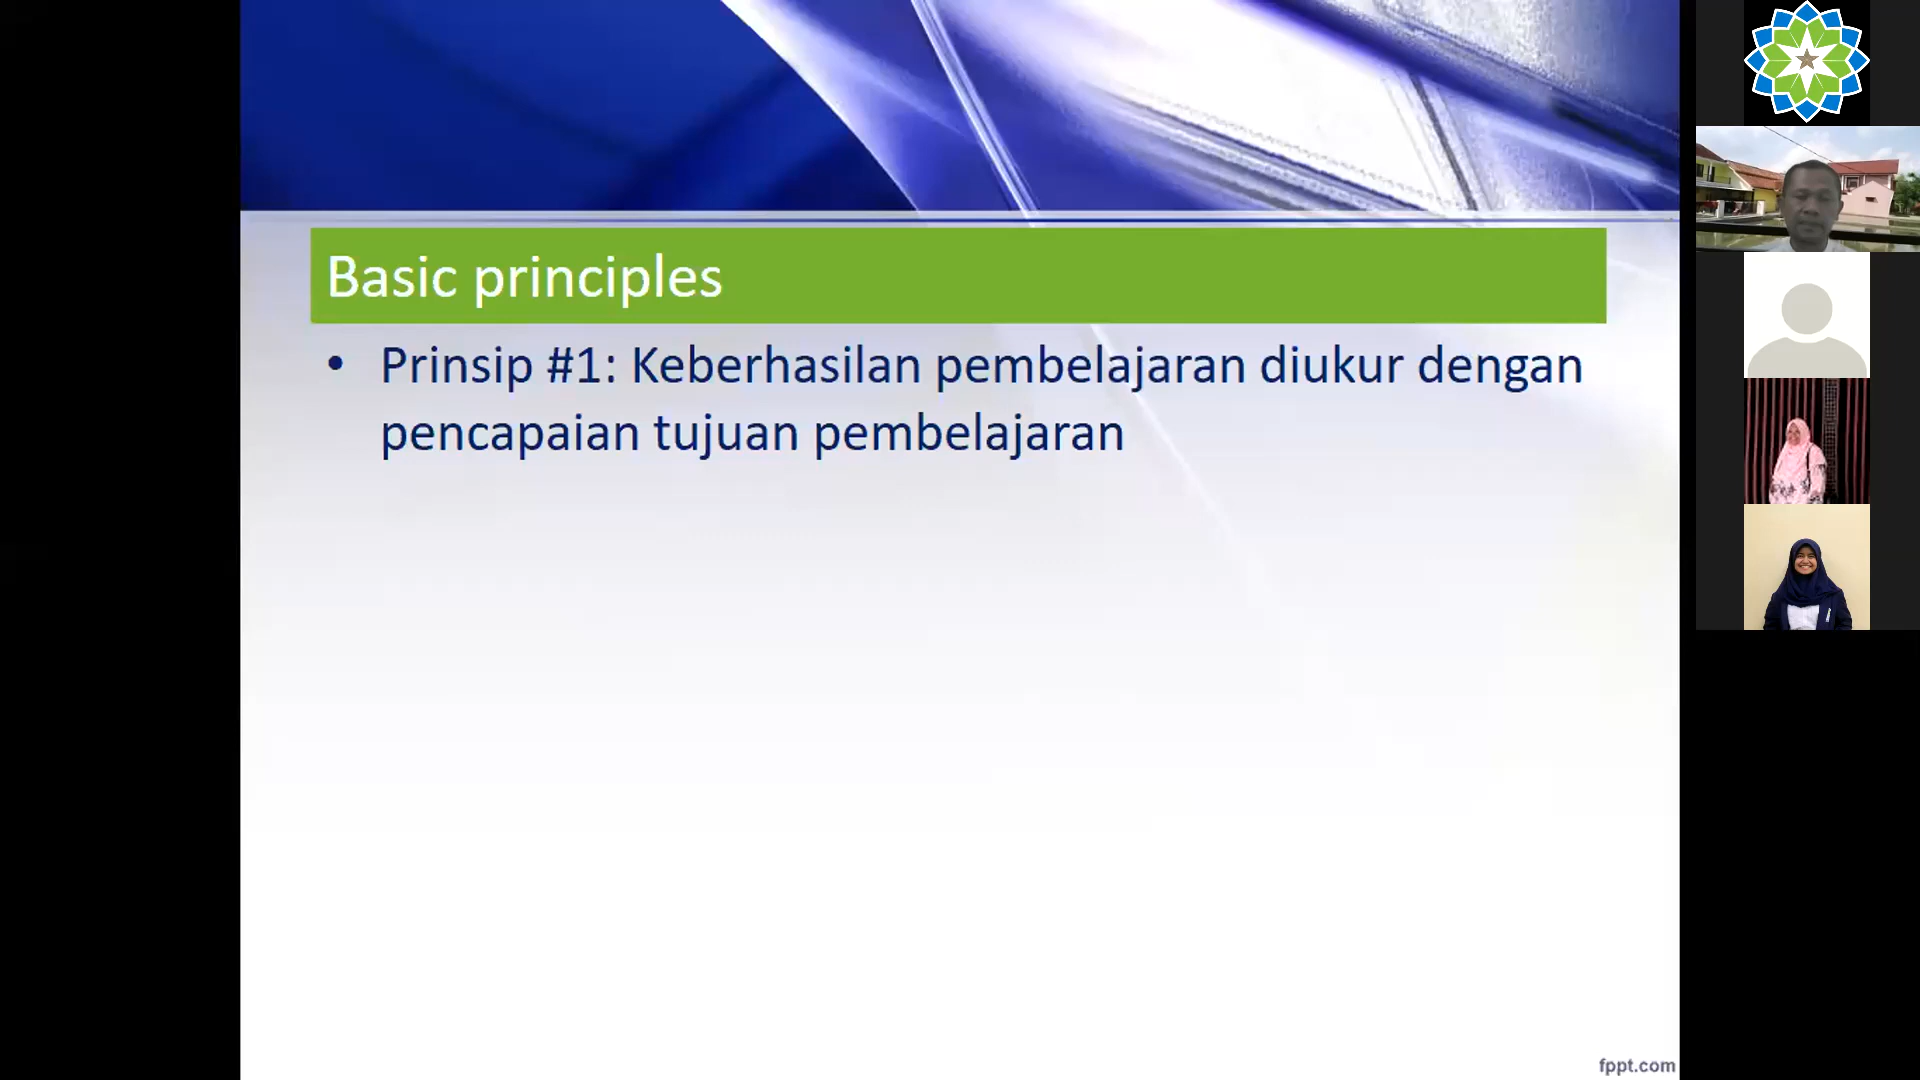 Basic principles
• Prinsip #1: Keberhasilan pembelajaran diukur dengan
pencapaian tujuan pembelajaran
fppt.com